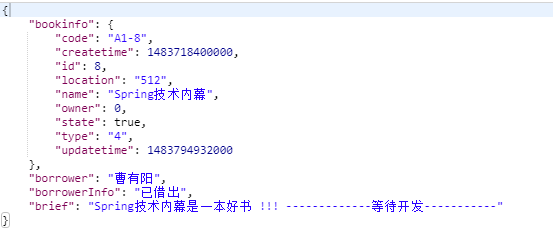 {
"bookinfo": {
"code": "A1-8",
"createtime": 1483718400000,
"id": 8,
"location": "512",
"name": "Spring技术内幕",
"owner": 0,
"state": true,
"type": "4",
"updatetime": 1483794932000
},
"borrower": "曹有阳",
"borrowerInfo": "已借出",
"brief": "Spring技术内幕是一本好书 !!! -------------等待开发-----------"
}